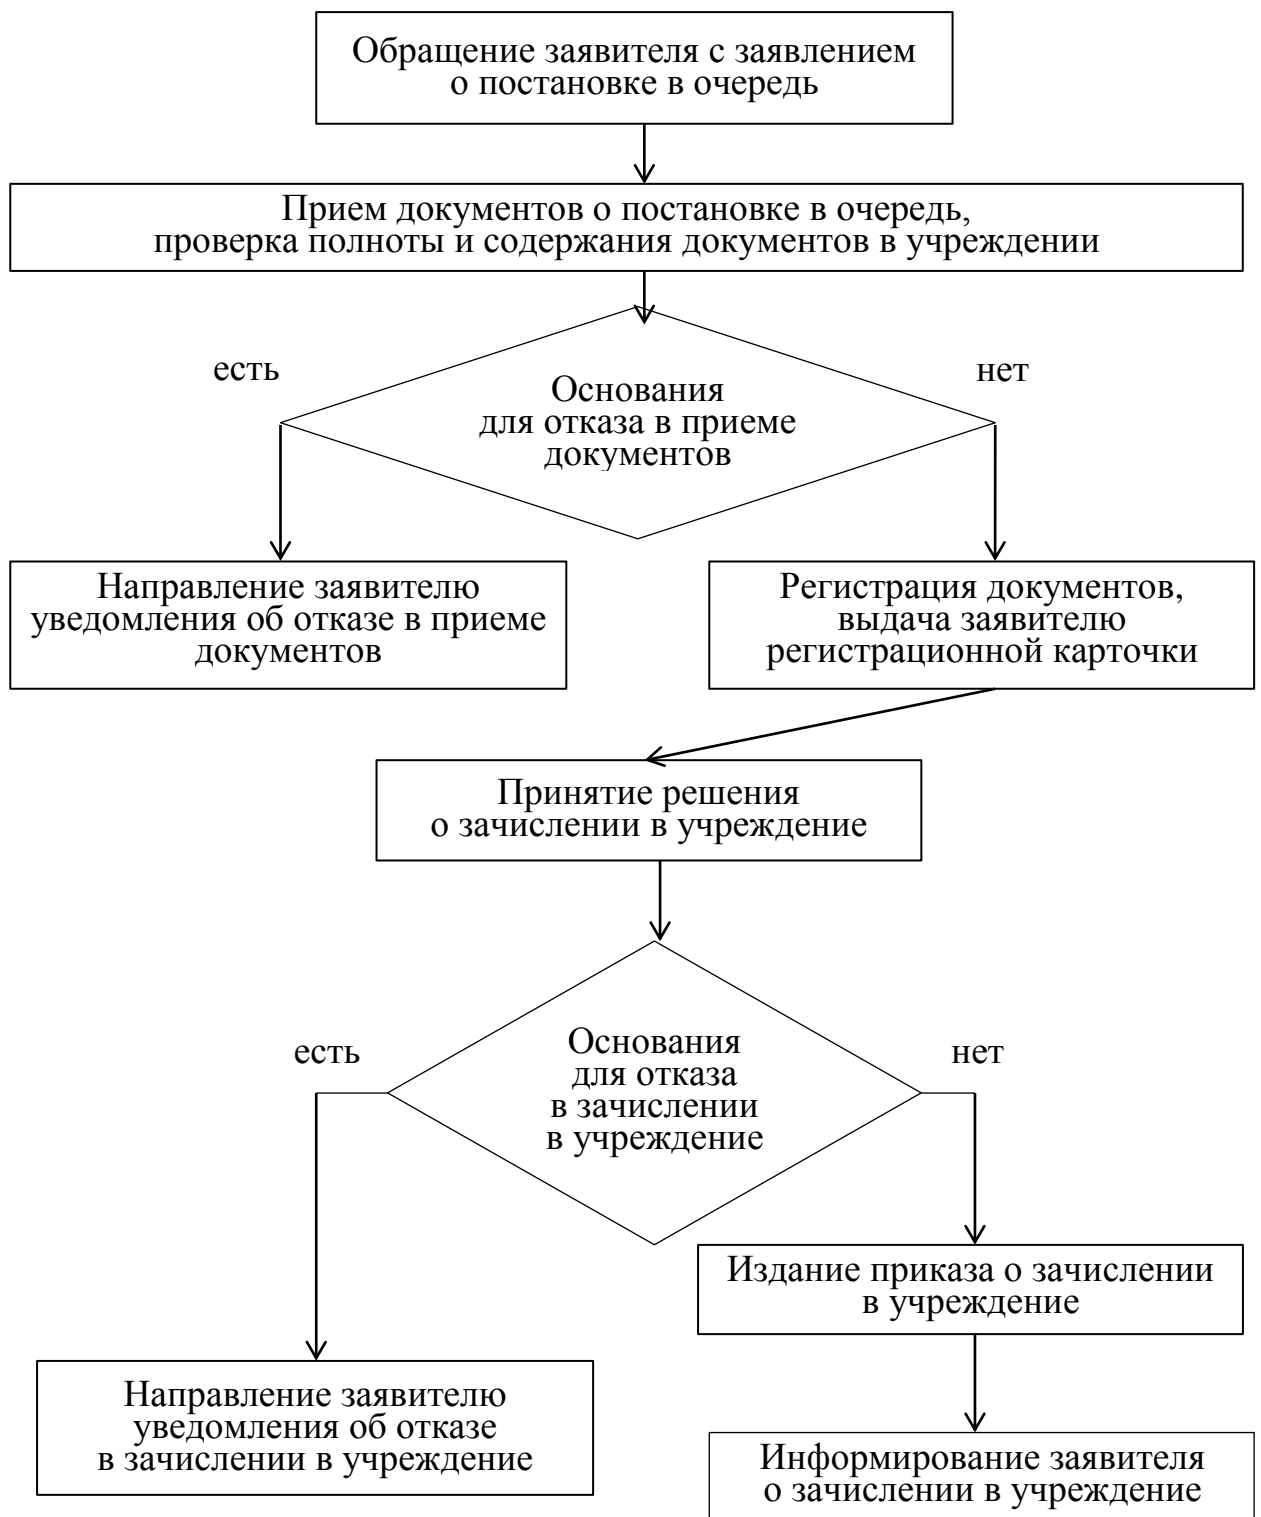 Обращение заявителя с заявлением
о постановке в очередь
Прием документов о постановке в очередь,
проверка полноты и содержания документов в учреждении
есть
нет
Основания
для отказа в приеме
документов
Направление заявителю
уведомления об отказе в приеме
документов
Регистрация документов,
выдача заявителю
регистрационной карточки
Принятие решения
о зачислении в учреждение
есть
нет
Основания
для отказа
в зачислении
в учреждение
Издание приказа о зачислении
в учреждение
Направление заявителю
уведомления об отказе
в зачислении в учреждение
Информирование заявителя
о зачислении в учреждение